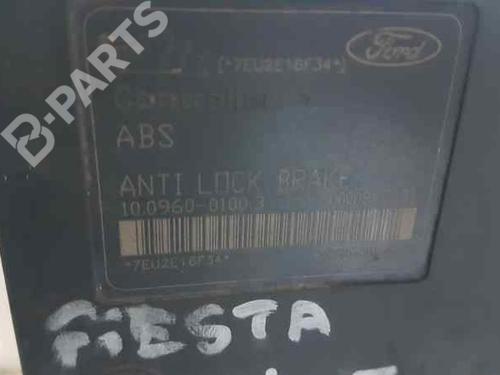 [*7EU2E16F34*]
Ford
ABS
ANTI LOCK BRAKE
10.0960-0100.3
*7EU2E16F34*
FIESTA
B-PARTS